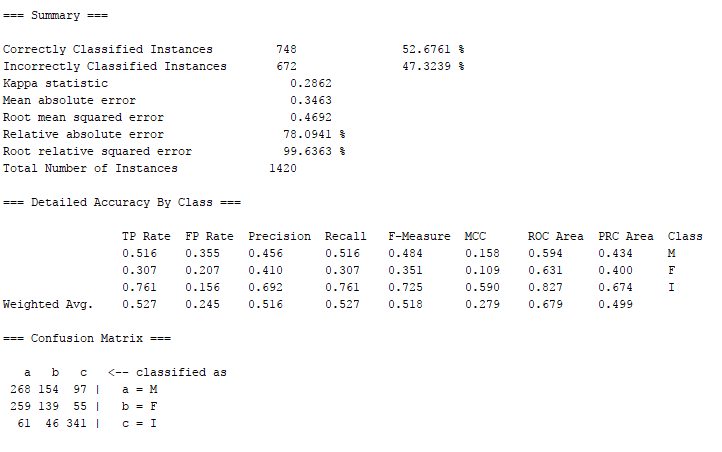 === Summary ===
Correctly Classified Instances 748 52.6761 %
Incorrectly Classified Instances 672 47.3239 %
Kappa statistic 0.2862
Mean absolute error 0.3463
Root mean squared error 0.4692
Relative absolute error 78.0941 %
Root relative squared error 99.6363 %
Total Number of Instances 1420
=== Detailed Accuracy By Class ===
TP Rate FP Rate Precision Recall F-Measure MCC ROC Area PRC Area Class
0.516 0.355 0.456 0.516 0.484 0.158 0.594 0.434 M
0.307 0.207 0.410 0.307 0.351 0.109 0.631 0.400 F
0.761 0.156 0.692 0.761 0.725 0.590 0.827 0.674 I
Weighted Avg. 0.527 0.245 0.516 0.527 0.518 0.279 0.679 0.499
=== Confusion Matrix ===
a b c <-- classified as
268 154 97 | a = M
259 139 55 | b = F
61 46 341 | c = I